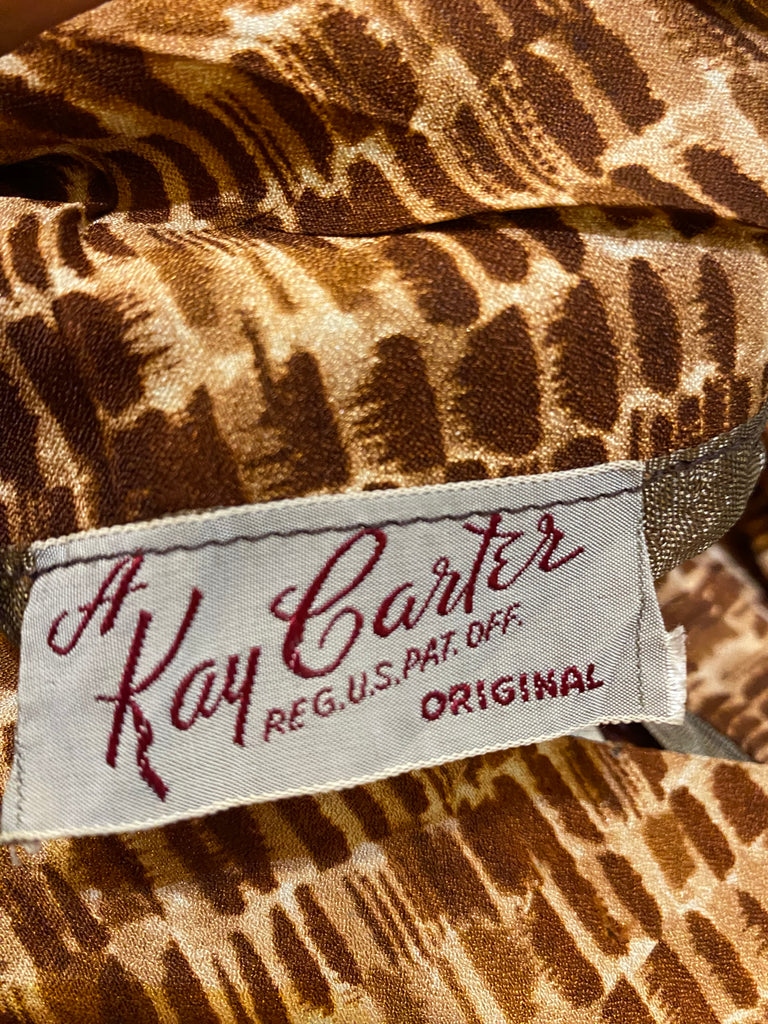 A
Kay Carter
REG. U.S. PAT. OFF.
ORIGINAL